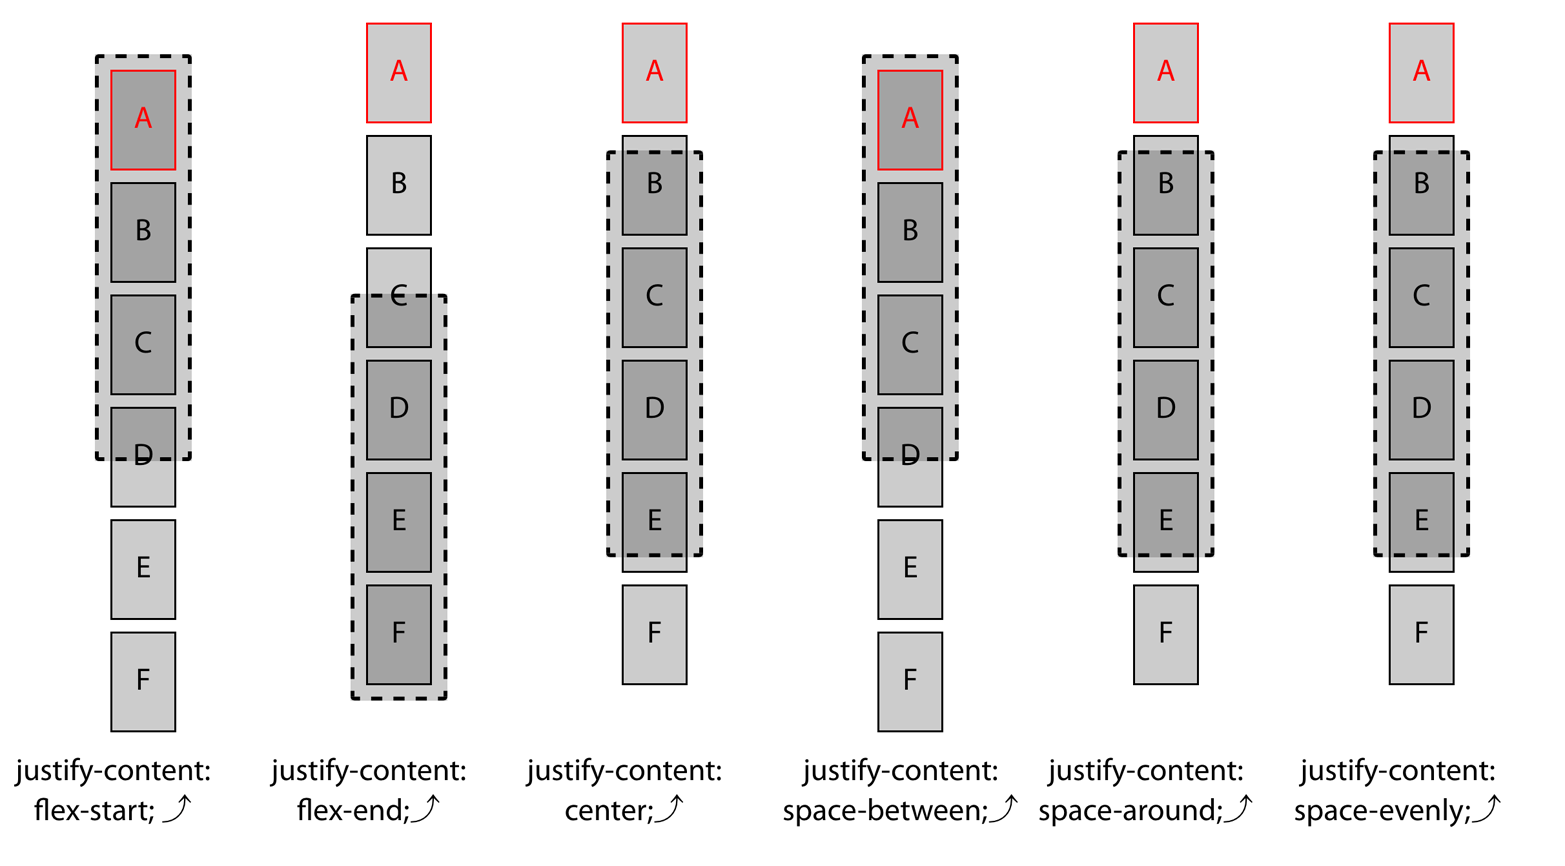 A
B
C
D
E
F
justify-content:
flex-start;
A
B
C
D
E
F
justify-content:
flex-end;
A
B
C
D
E
F
justify-content:
center;
A
B
C
D
E
F
justify-content:
space-between;
A
B
C
D
E
F
justify-content:
space-around;
A
B
C
D
E
F
justify-content:
space-evenly;